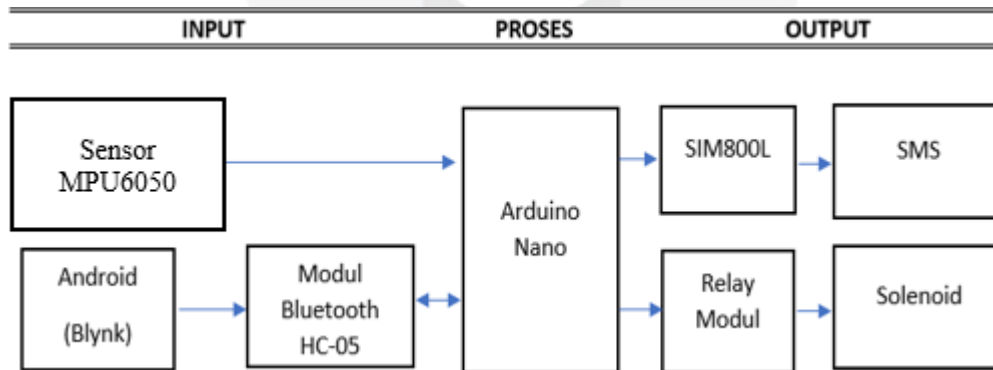 INPUT PROSES OUTPUT
Sensor
MPU6050
Android
(Blynk)
Modul
Bluetooth
HC-05
Arduino
Nano
SIM800L
SMS
Relay
Modul
Solenoid